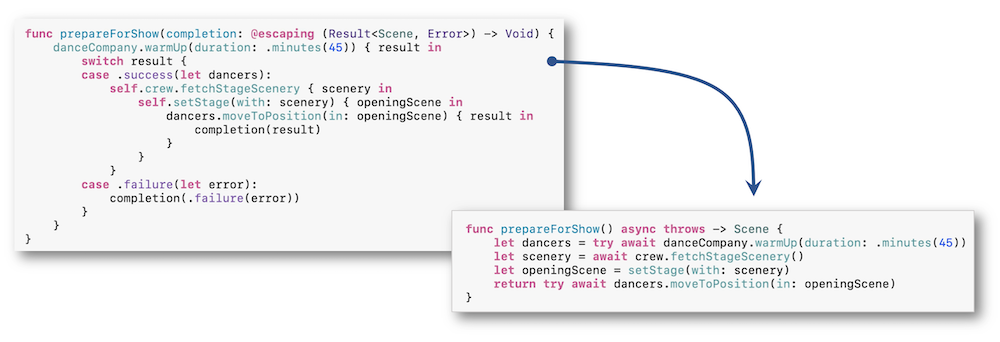 func prepareForShow(completion: @escaping (Result<Scene, Error>) -> Void) {
    danceCompany.warmUp(duration: .minutes(45)) { result in
        switch result {
        case .success(let dancers):
            self.crew.fetchStageScenery { scenery in
                self.setStage(with: scenery) { openingScene in
                    dancers.moveToPosition(in: openingScene) { result in
                        completion(result)
                    }
                }
            }
        case .failure(let error):
            completion(.failure(error))
        }
    }
}
func prepareForShow() async throws -> Scene {
    let dancers = try await danceCompany.warmUp(duration: .minutes(45))
    let scenery = await crew.fetchStageScenery()
    let openingScene = setStage(with: scenery)
    return try await dancers.moveToPosition(in: openingScene)
}